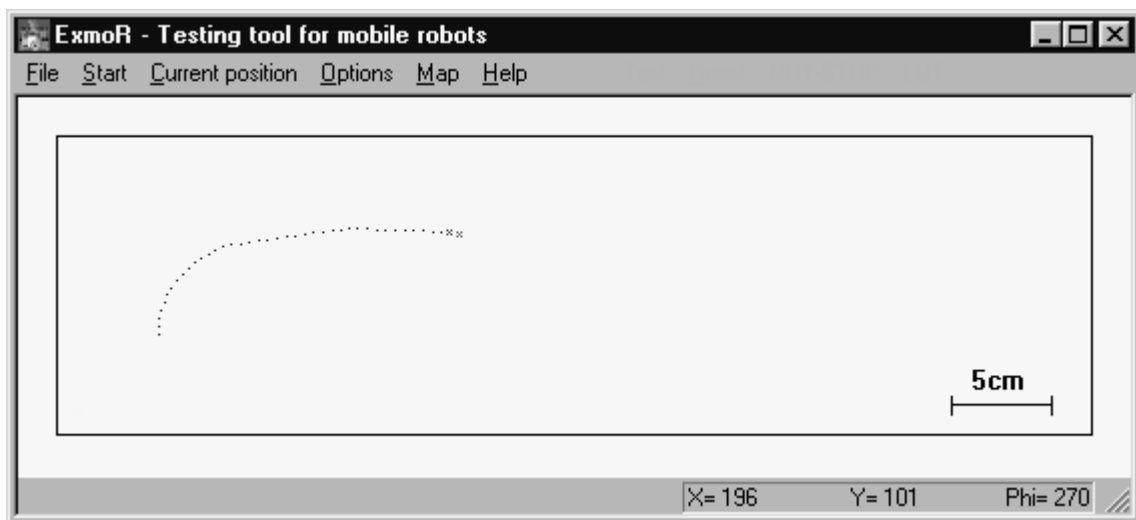 ExmoR - Testing tool for mobile robots
File Start Current position Options Map Help
5cm
X= 196 Y= 101 Phi= 270